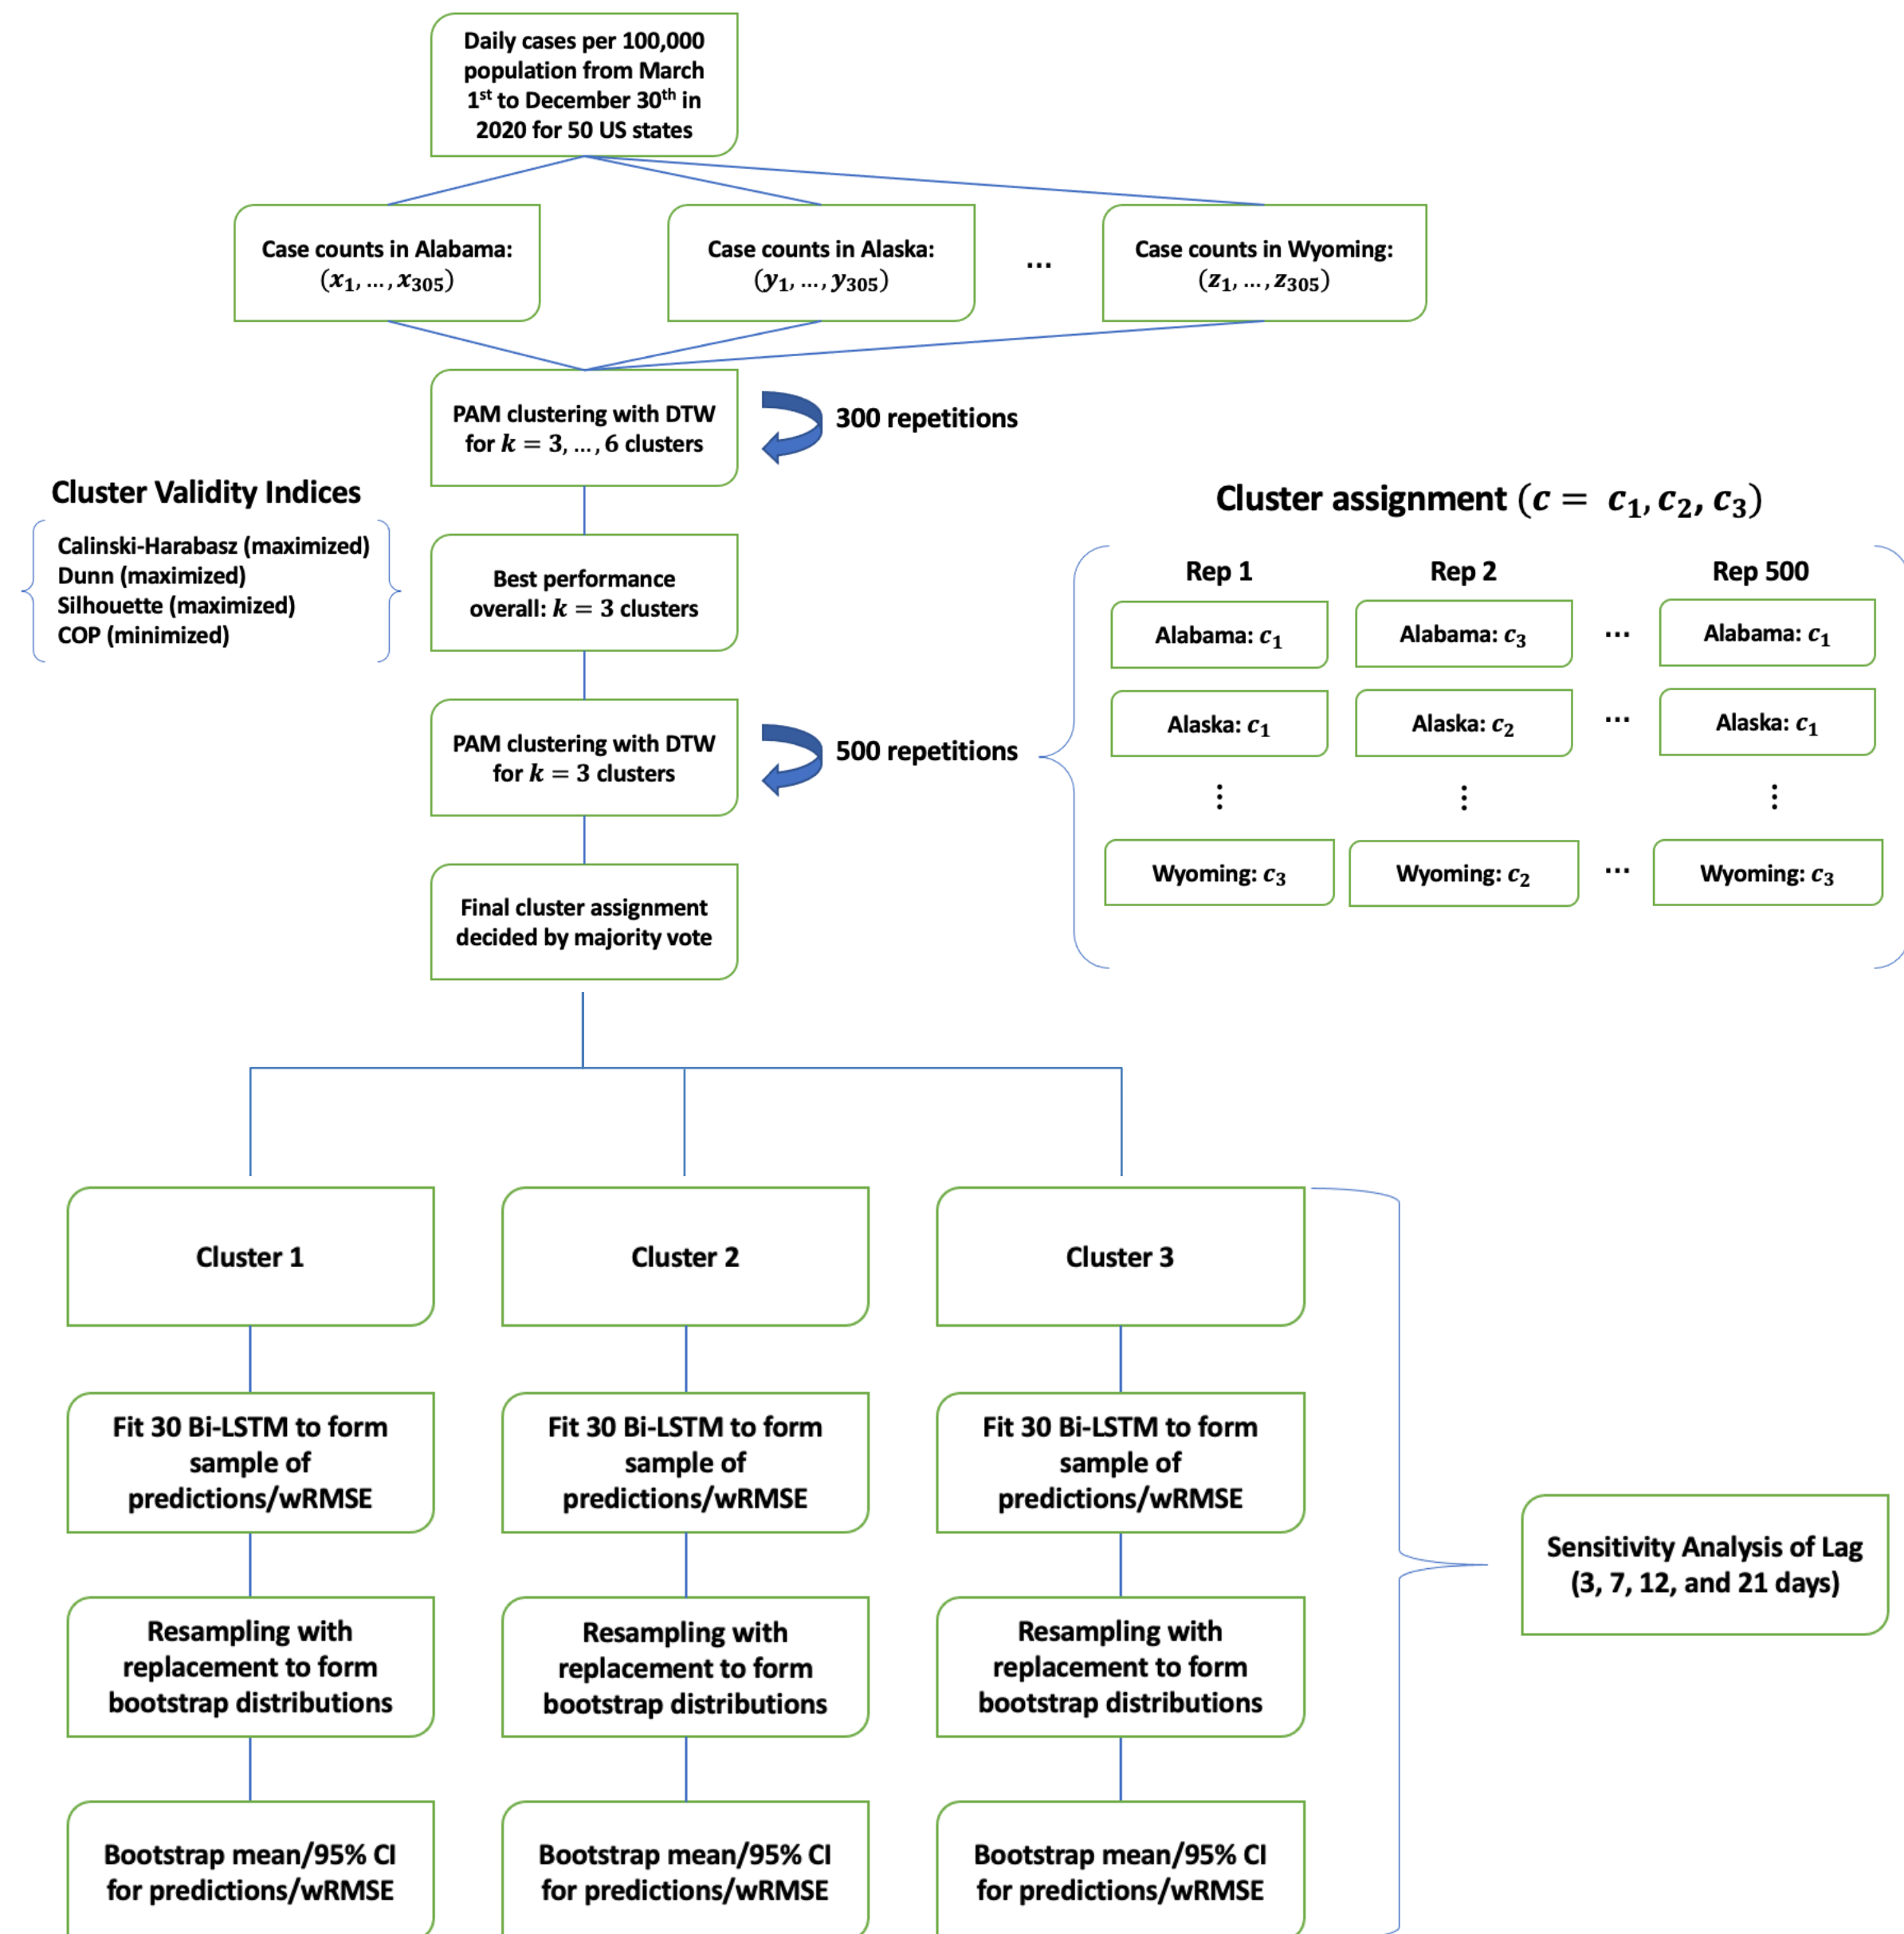 Daily cases per 100,000
population from March
1st to December 30th in
2020 for 50 US states
Case counts in Alabama:
(x1, ..., x305)
Case counts in Alaska:
(y1, ..., y305)
...
Case counts in Wyoming:
(z1, ..., z305)
PAM clustering with DTW
for k = 3, ..., 6 clusters
300 repetitions
Cluster Validity Indices
Calinski-Harabasz (maximized)
Dunn (maximized)
Silhouette (maximized)
COP (minimized)
Best performance
overall: k = 3 clusters
PAM clustering with DTW
for k = 3 clusters
500 repetitions
Cluster assignment (c = c1, c2, c3)
Rep 1
Rep 2
Rep 500
Alabama: c1
Alabama: c3
...
Alabama: c1
Alaska: c1
Alaska: c2
...
Alaska: c1
⋮
⋮
⋮
Wyoming: c3
Wyoming: c2
...
Wyoming: c3
Final cluster assignment
decided by majority vote
Cluster 1
Cluster 2
Cluster 3
Fit 30 Bi-LSTM to form
sample of
predictions/wRMSE
Fit 30 Bi-LSTM to form
sample of
predictions/wRMSE
Fit 30 Bi-LSTM to form
sample of
predictions/wRMSE
Sensitivity Analysis of Lag
(3, 7, 12, and 21 days)
Resampling with
replacement to form
bootstrap distributions
Resampling with
replacement to form
bootstrap distributions
Resampling with
replacement to form
bootstrap distributions
Bootstrap mean/95% CI
for predictions/wRMSE
Bootstrap mean/95% CI
for predictions/wRMSE
Bootstrap mean/95% CI
for predictions/wRMSE